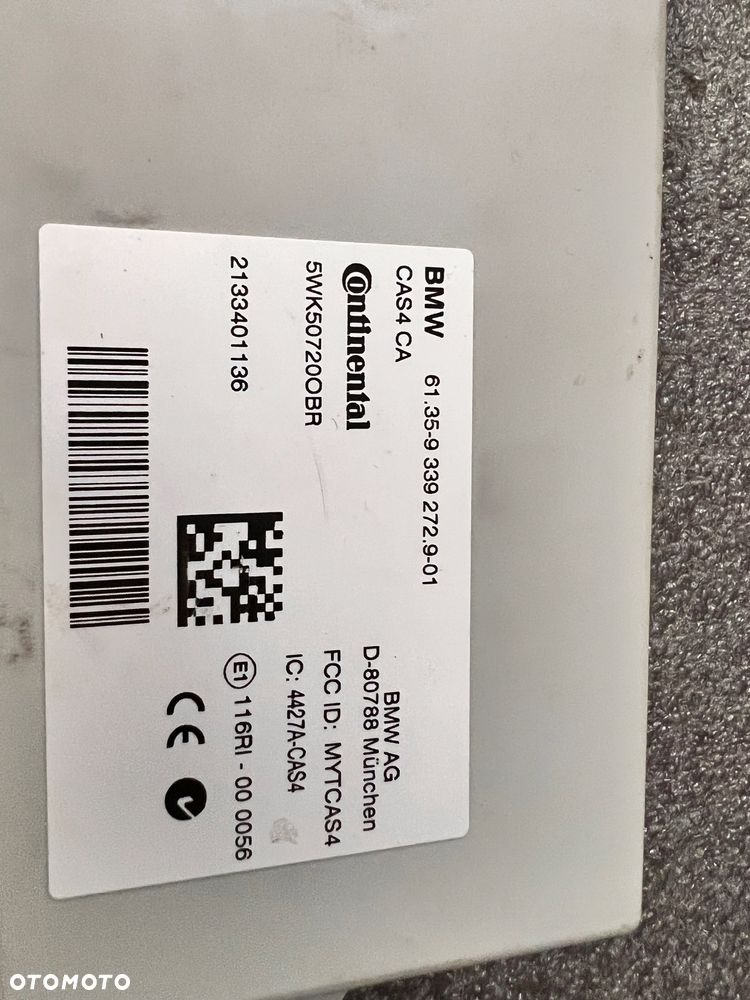 BMW 61.35-9 339 272.9-01
CAS4 CA
Continental
5WK50720OBR
2133401136
BMW AG
D-80788 München
FCC ID: MYTCAS4
IC: 4427A-CAS4
E1 116RI - 00 0056
CE
OTOMOTO